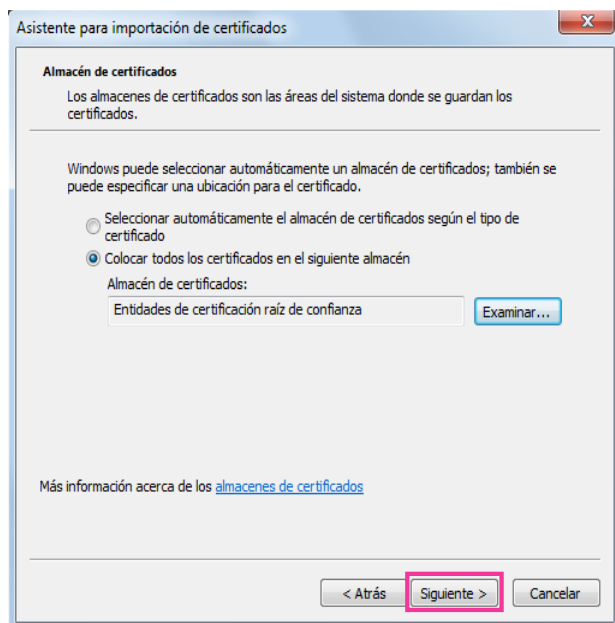 Asistente para importación de certificados
Almacén de certificados
Los almacenes de certificados son las áreas del sistema donde se guardan los
certificados.
Windows puede seleccionar automáticamente un almacén de certificados; también se
puede especificar una ubicación para el certificado.
Seleccionar automáticamente el almacén de certificados según el tipo de
certificado
Colocar todos los certificados en el siguiente almacén
Almacén de certificados:
Entidades de certificación raíz de confianza
Examinar...
Más información acerca de los almacenes de certificados
< Atrás
Siguiente >
Cancelar